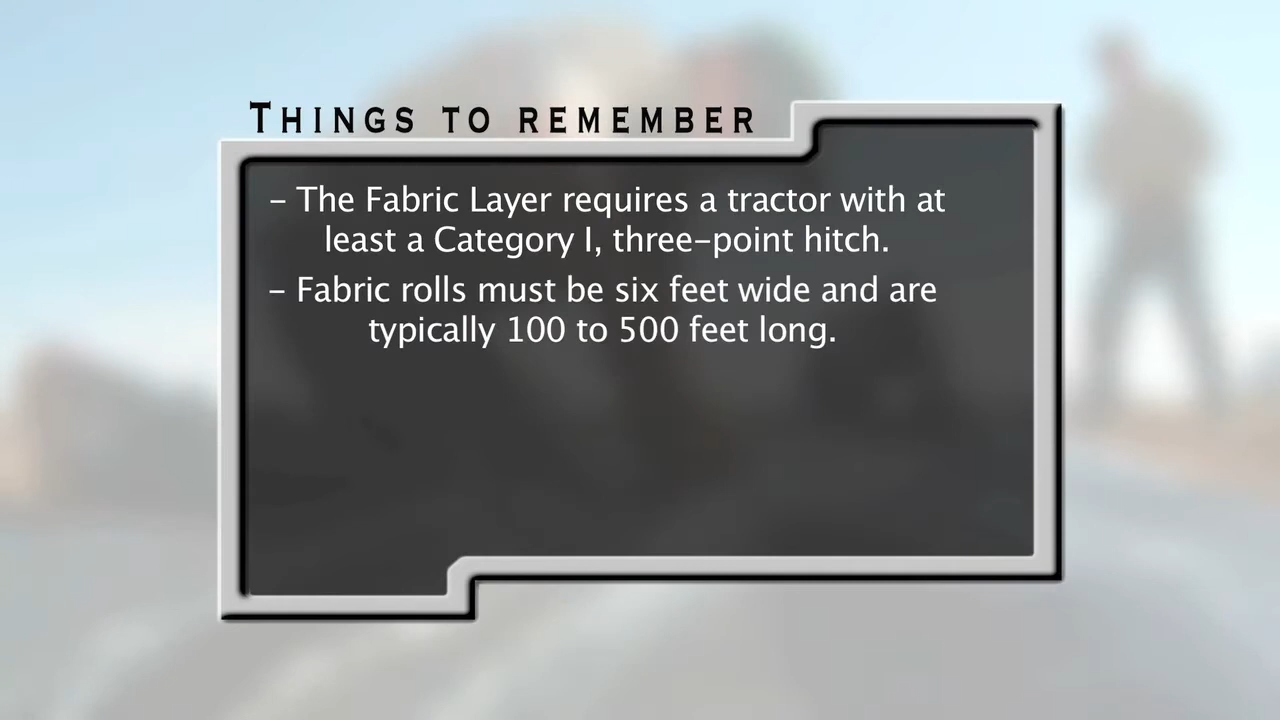 THINGS TO REMEMBER
– The Fabric Layer requires a tractor with at
least a Category I, three–point hitch.
– Fabric rolls must be six feet wide and are
typically 100 to 500 feet long.